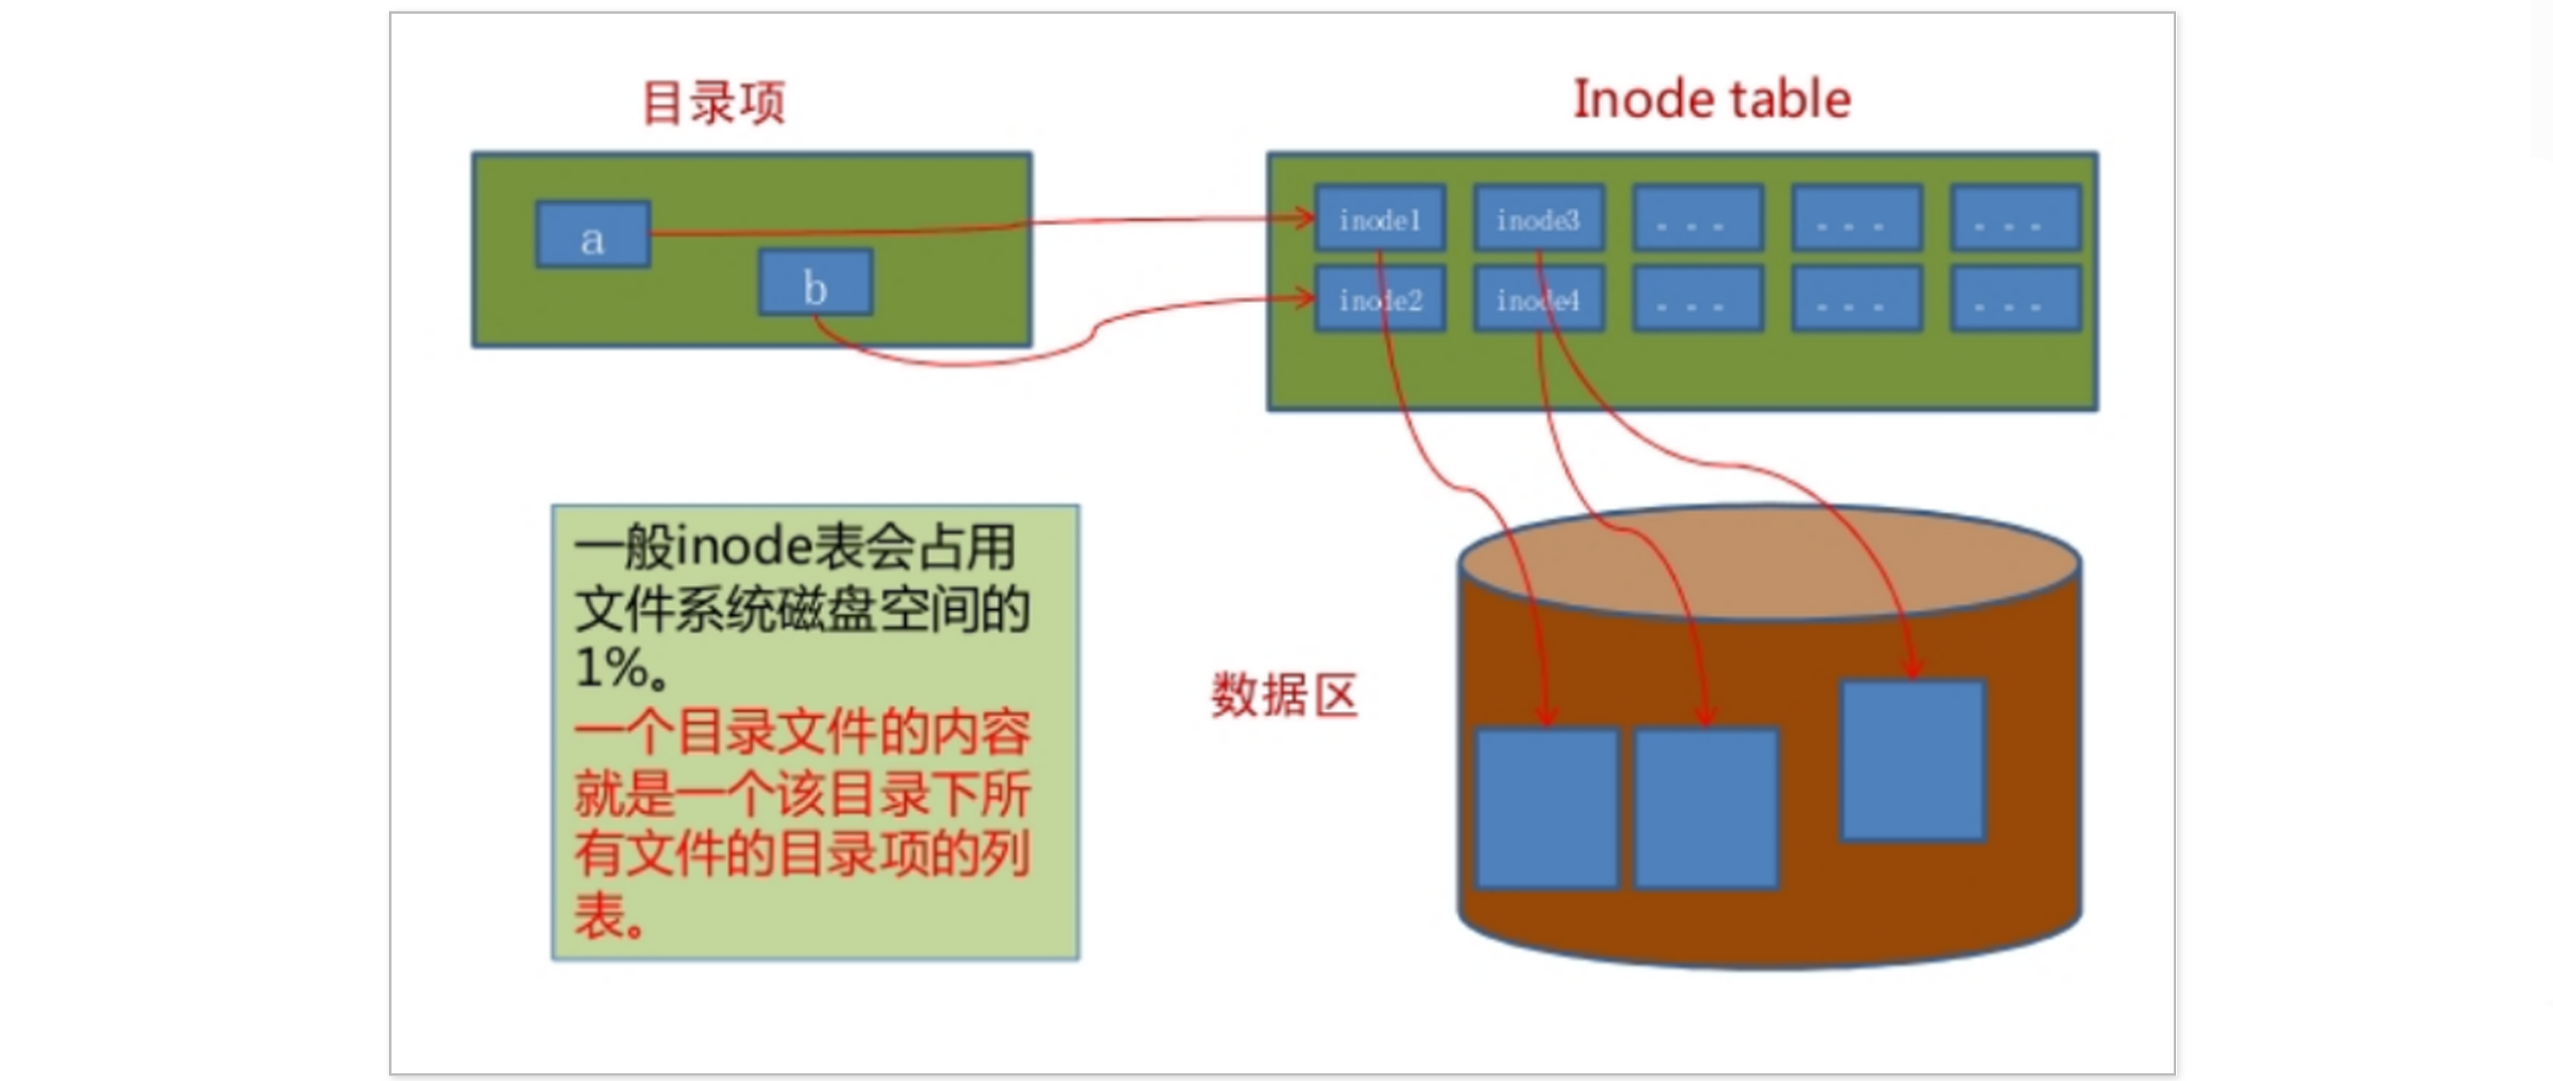 目录项
Inode table
a
b
inode1
inode3
...
...
...
inode2
inode4
...
...
...
一般inode表会占用
文件系统磁盘空间的
1%。
一个目录文件的内容
就是一个该目录下所
有文件的目录项的列
表。
数据区